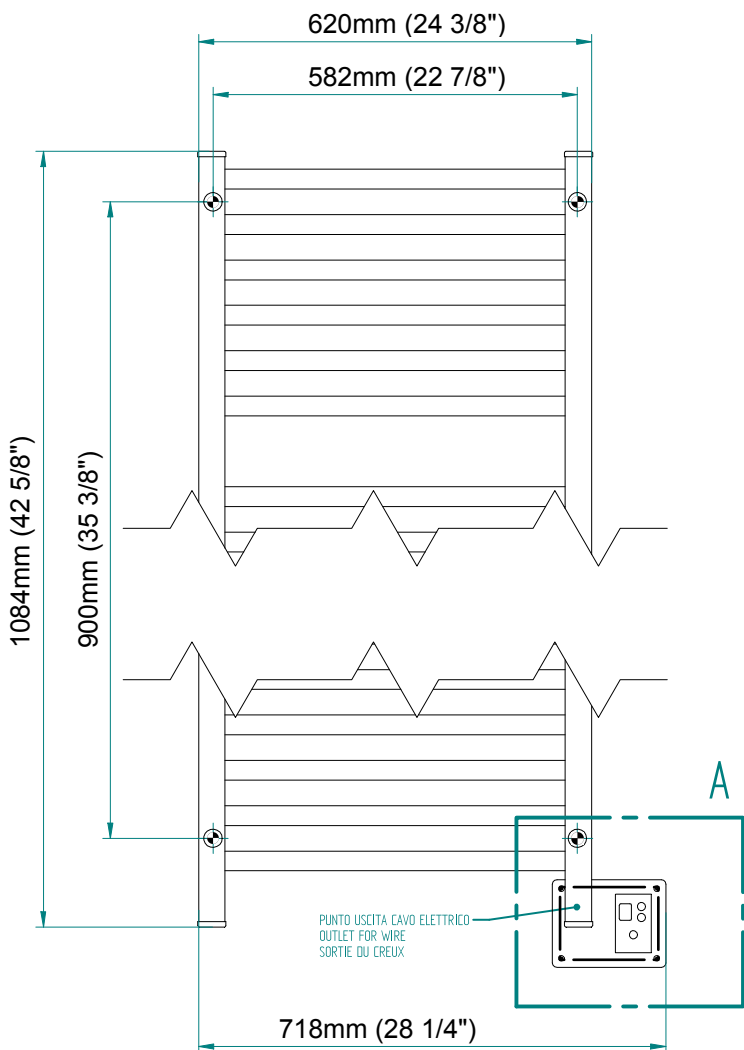 620mm (24 3/8")
582mm (22 7/8")
1084mm (42 5/8")
900mm (35 3/8")
A
PUNTO USCITA CAVO ELETTRICO
OUTLET FOR WIRE
SORTIE DU CREUX
718mm (28 1/4")